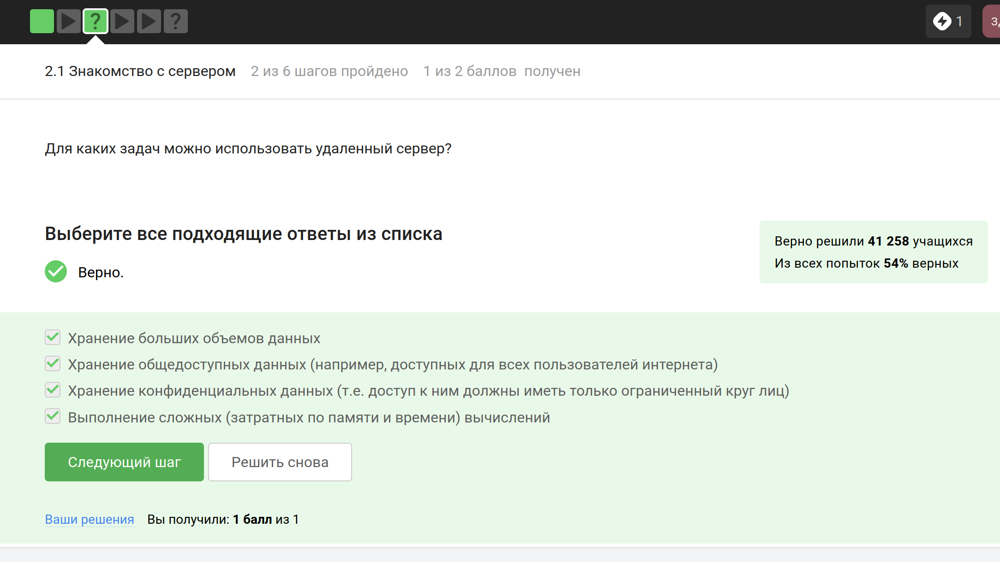 ? ? 1
2.1 Знакомство с сервером 2 из 6 шагов пройдено 1 из 2 баллов получен
Для каких задач можно использовать удаленный сервер?
Выберите все подходящие ответы из списка
Верно решили 41 258 учащихся
Из всех попыток 54% верных
Верно.
Хранение больших объемов данных
Хранение общедоступных данных (например, доступных для всех пользователей интернета)
Хранение конфиденциальных данных (т.е. доступ к ним должны иметь только ограниченный круг лиц)
Выполнение сложных (затратных по памяти и времени) вычислений
Следующий шаг Решить снова
Ваши решения Вы получили: 1 балл из 1